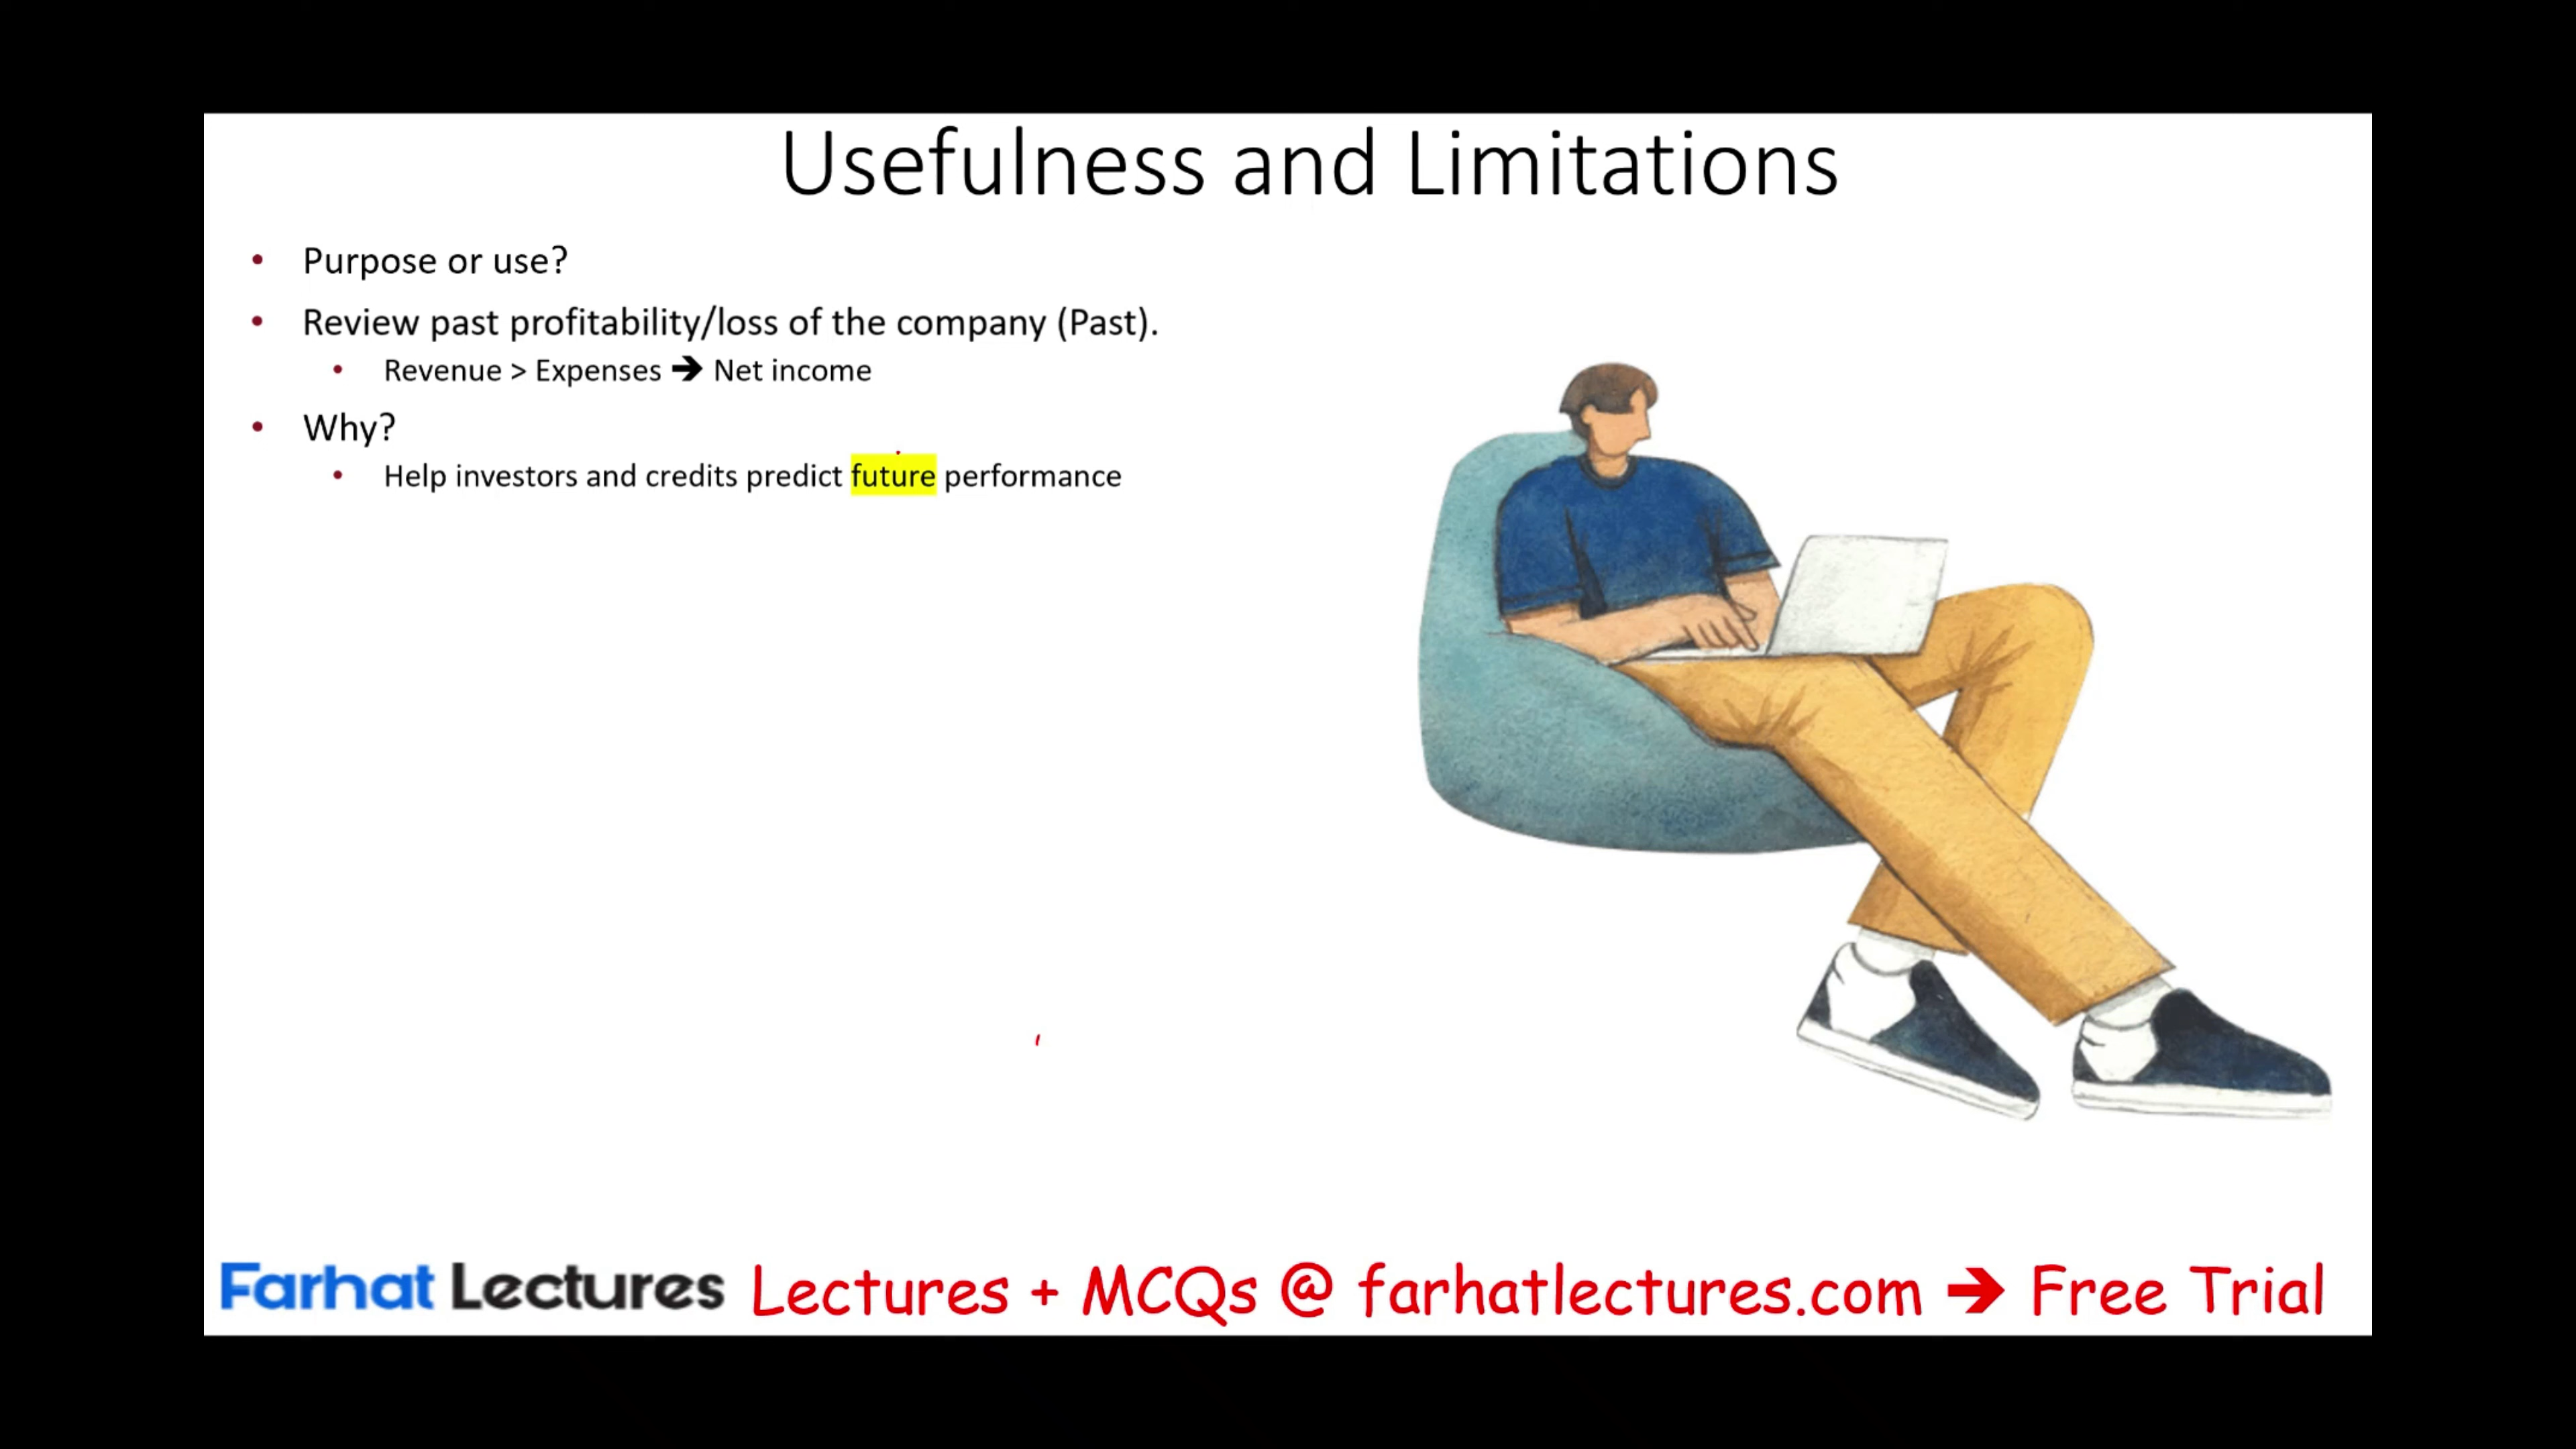 Usefulness and Limitations
• Purpose or use?
• Review past profitability/loss of the company (Past).
• Revenue > Expenses 🡺 Net income
• Why?
• Help investors and credits predict future performance
Farhat Lectures Lectures + MCQs @ farhatlectures.com 🡺 Free Trial